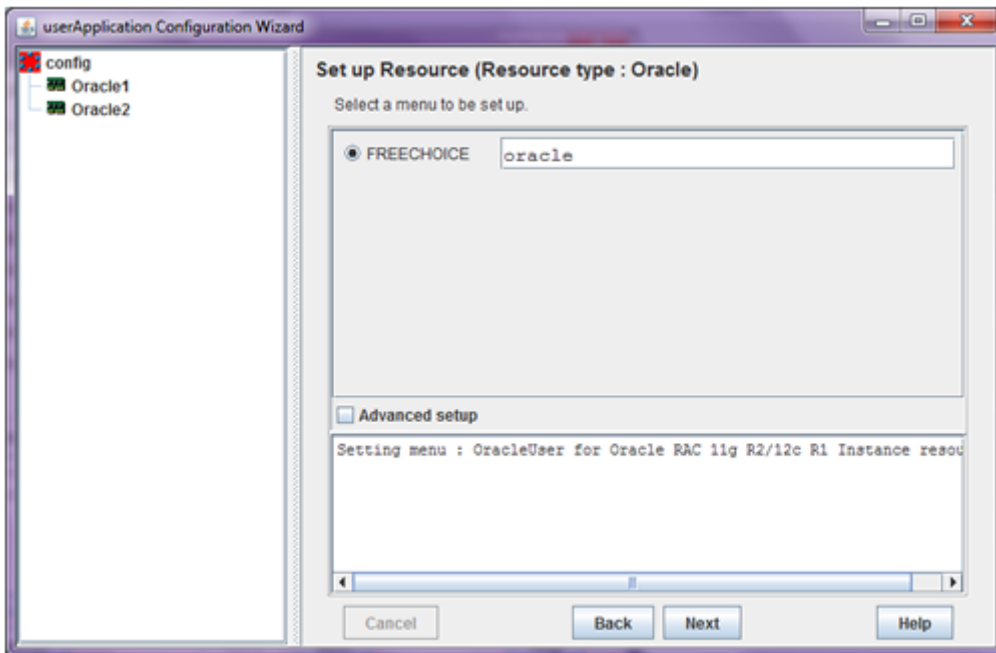 userApplication Configuration Wizard
config
Oracle1
Oracle2
Set up Resource (Resource type : Oracle)
Select a menu to be set up.
FREECHOICE
oracle
Advanced setup
Setting menu : OracleUser for Oracle RAC 11g R2/12c R1 Instance resou
Cancel
Back
Next
Help